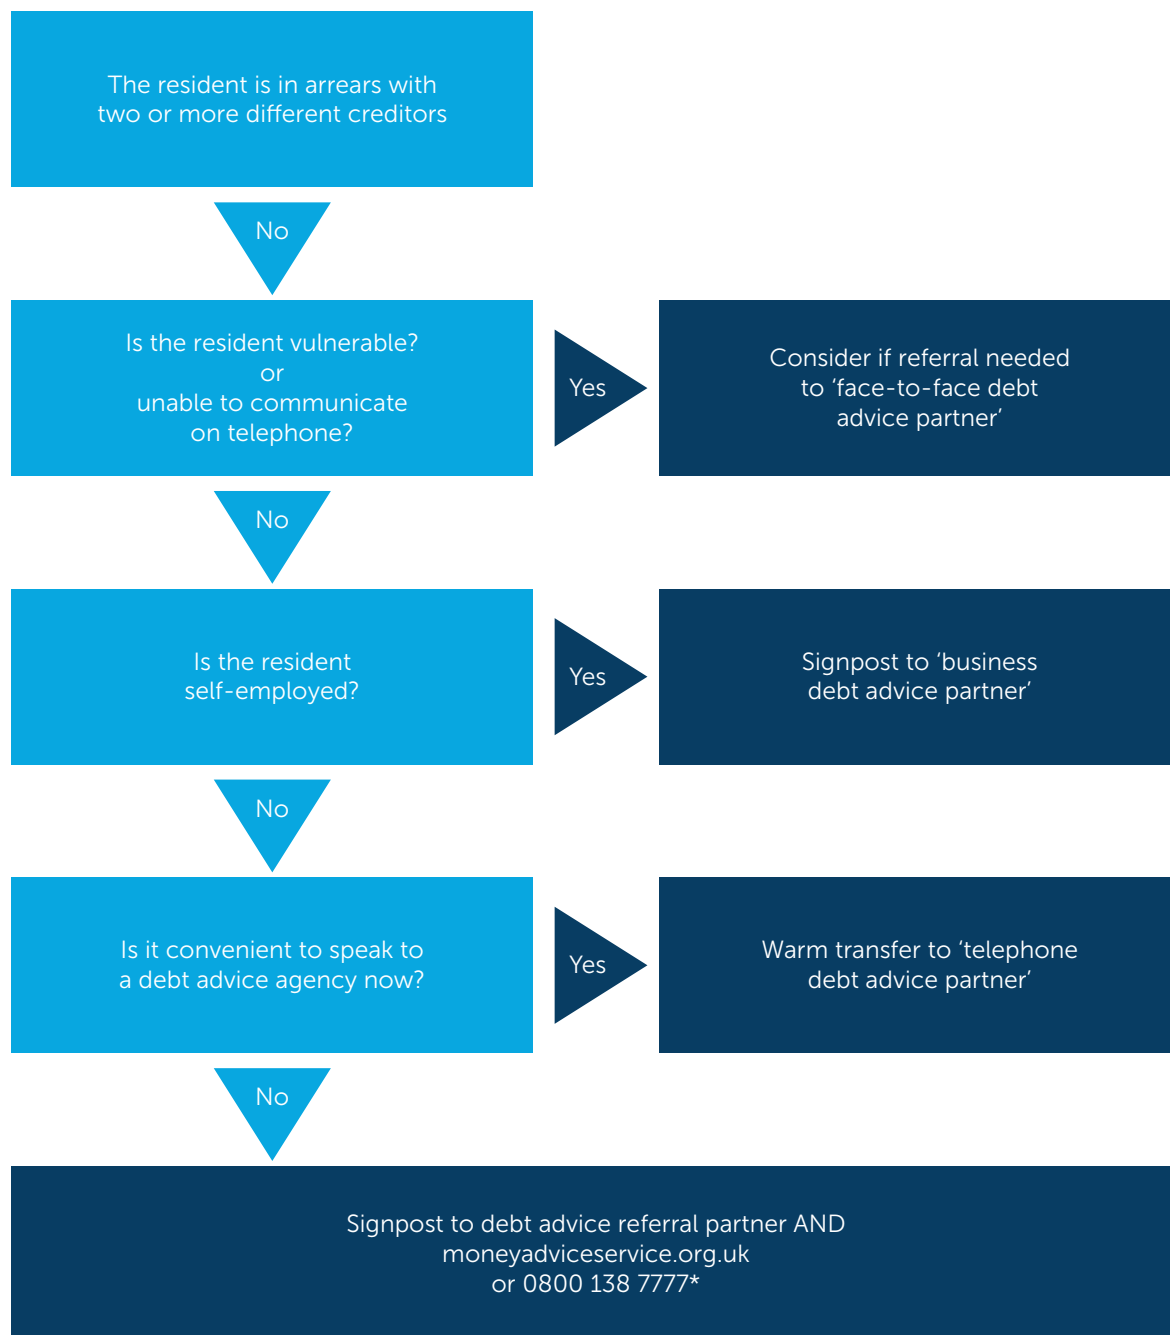 The resident is in arrears with
two or more different creditors
No
Is the resident vulnerable?
or
unable to communicate
on telephone?
Yes
Consider if referral needed
to ‘face-to-face debt
advice partner’
No
Is the resident
self-employed?
Yes
Signpost to ‘business
debt advice partner’
No
Is it convenient to speak to
a debt advice agency now?
Yes
Warm transfer to ‘telephone
debt advice partner’
No
Signpost to debt advice referral partner AND
moneyadviceservice.org.uk
or 0800 138 7777*